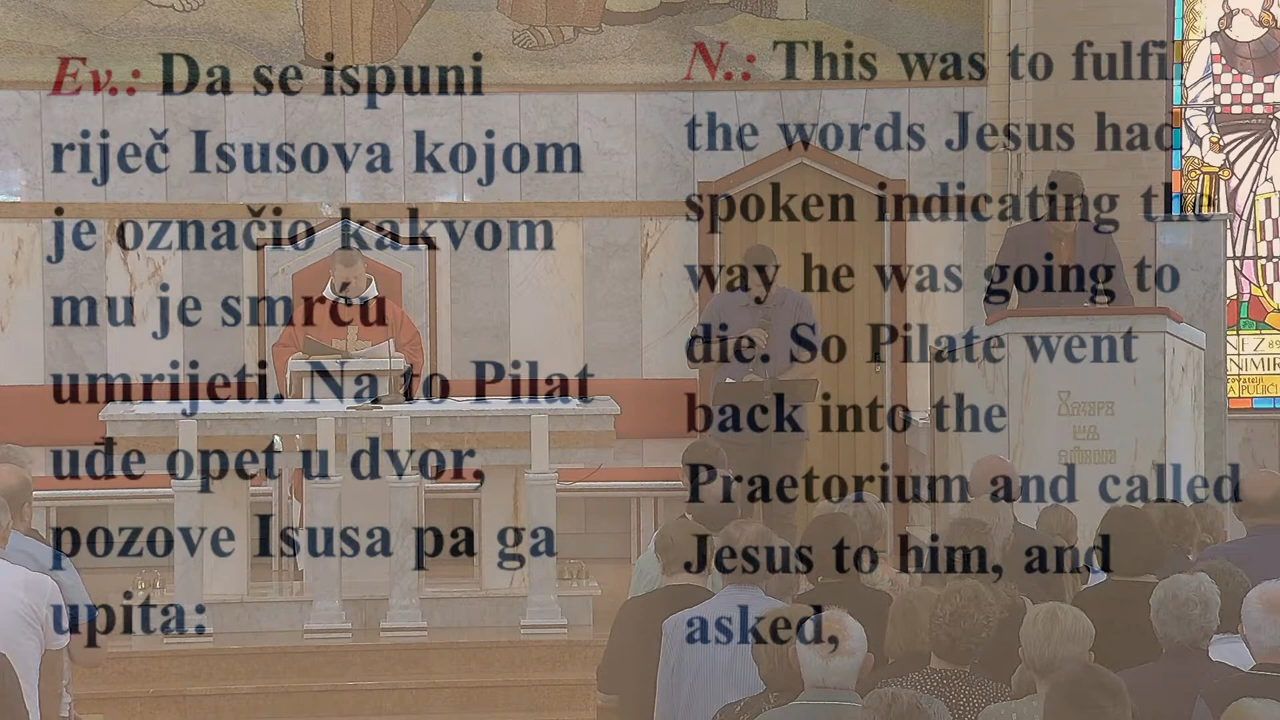 Ev.: Da se ispuni
riječ Isusova kojom
je označio kakvom
mu je smrću
umrijeti. Na to Pilat
uđe opet u dvor,
pozove Isusa pa ga
upita:
N.: This was to fulfil
the words Jesus had
spoken indicating the
way he was going to
die. So Pilate went
back into the
Praetorium and called
Jesus to him, and
asked,